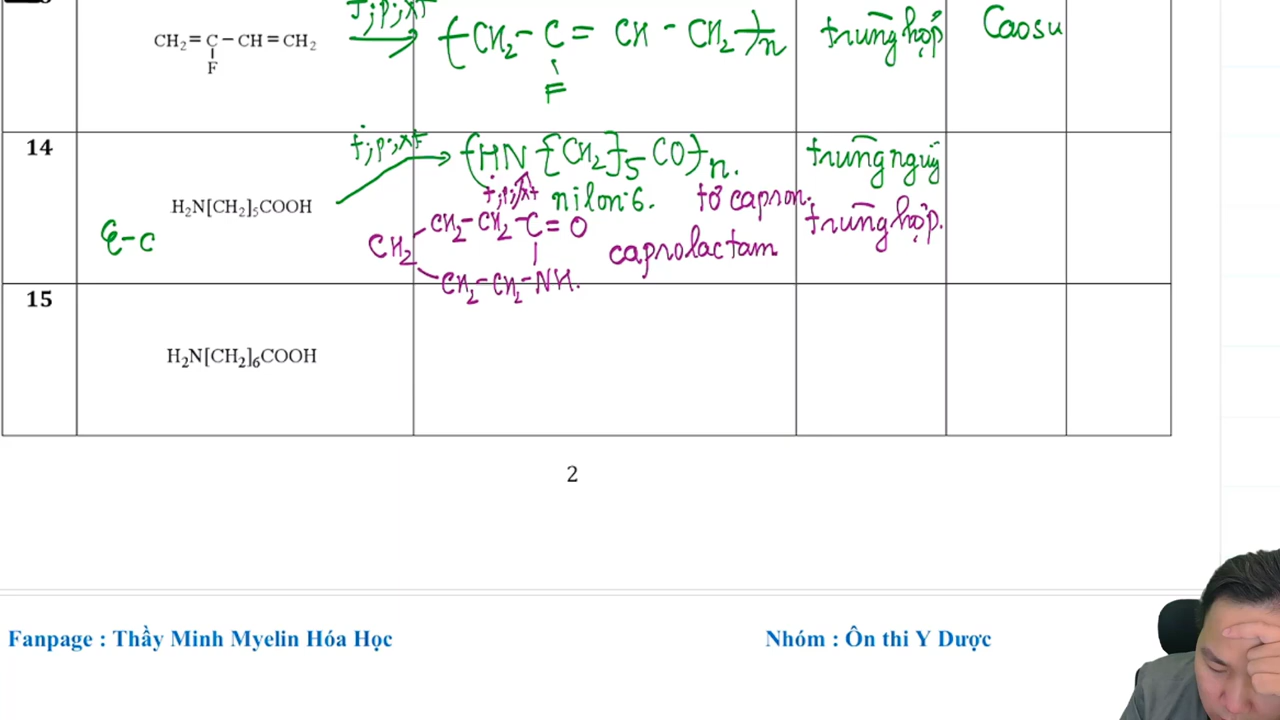 CH₂=C−CH=CH₂
F
t;p;xt
(CH₂−C=CH−CH₂)n
F
trùng hợp
Caosu
14
H₂N[CH₂]₅COOH
ε-c
t;p;xt
(HN[CH₂]₅CO)n.
trùng ngưng
t;p;xt
nilon-6.
tơ capron.
trùng hợp.
CH₂−CH₂−C=O
CH₂
CH₂−CH₂−NH.
caprolactam
15
H₂N[CH₂]₆COOH
2
Fanpage : Thầy Minh Myelin Hóa Học
Nhóm : Ôn thi Y Dược